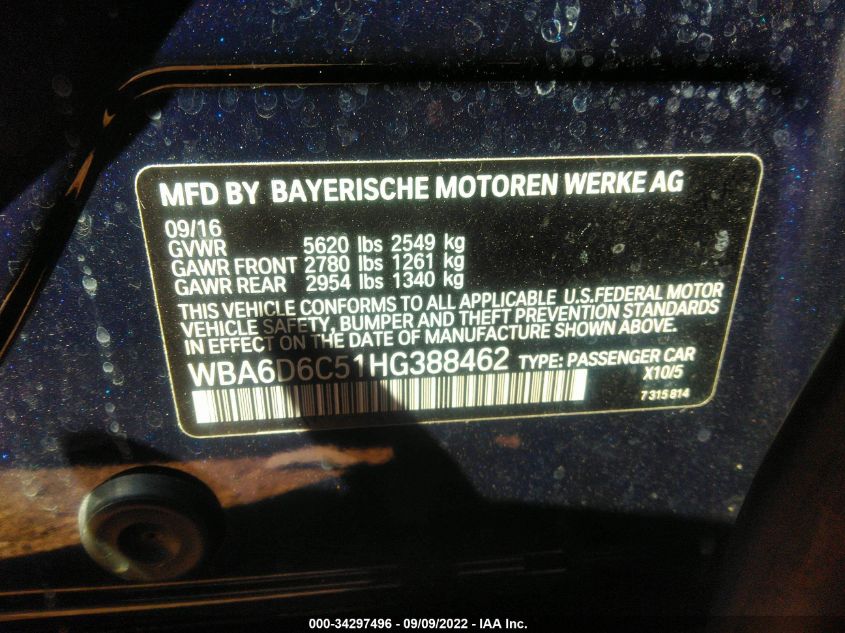 MFD BY BAYERISCHE MOTOREN WERKE AG
09/16
GVWR 5620 lbs 2549 kg
GAWR FRONT 2780 lbs 1261 kg
GAWR REAR 2954 lbs 1340 kg
THIS VEHICLE CONFORMS TO ALL APPLICABLE U.S.FEDERAL MOTOR
VEHICLE SAFETY, BUMPER AND THEFT PREVENTION STANDARDS
IN EFFECT ON THE DATE OF MANUFACTURE SHOWN ABOVE.
WBA6D6C51HG388462 TYPE: PASSENGER CAR
X10/5
7 315 814
000-34297496 - 09/09/2022 - IAA Inc.